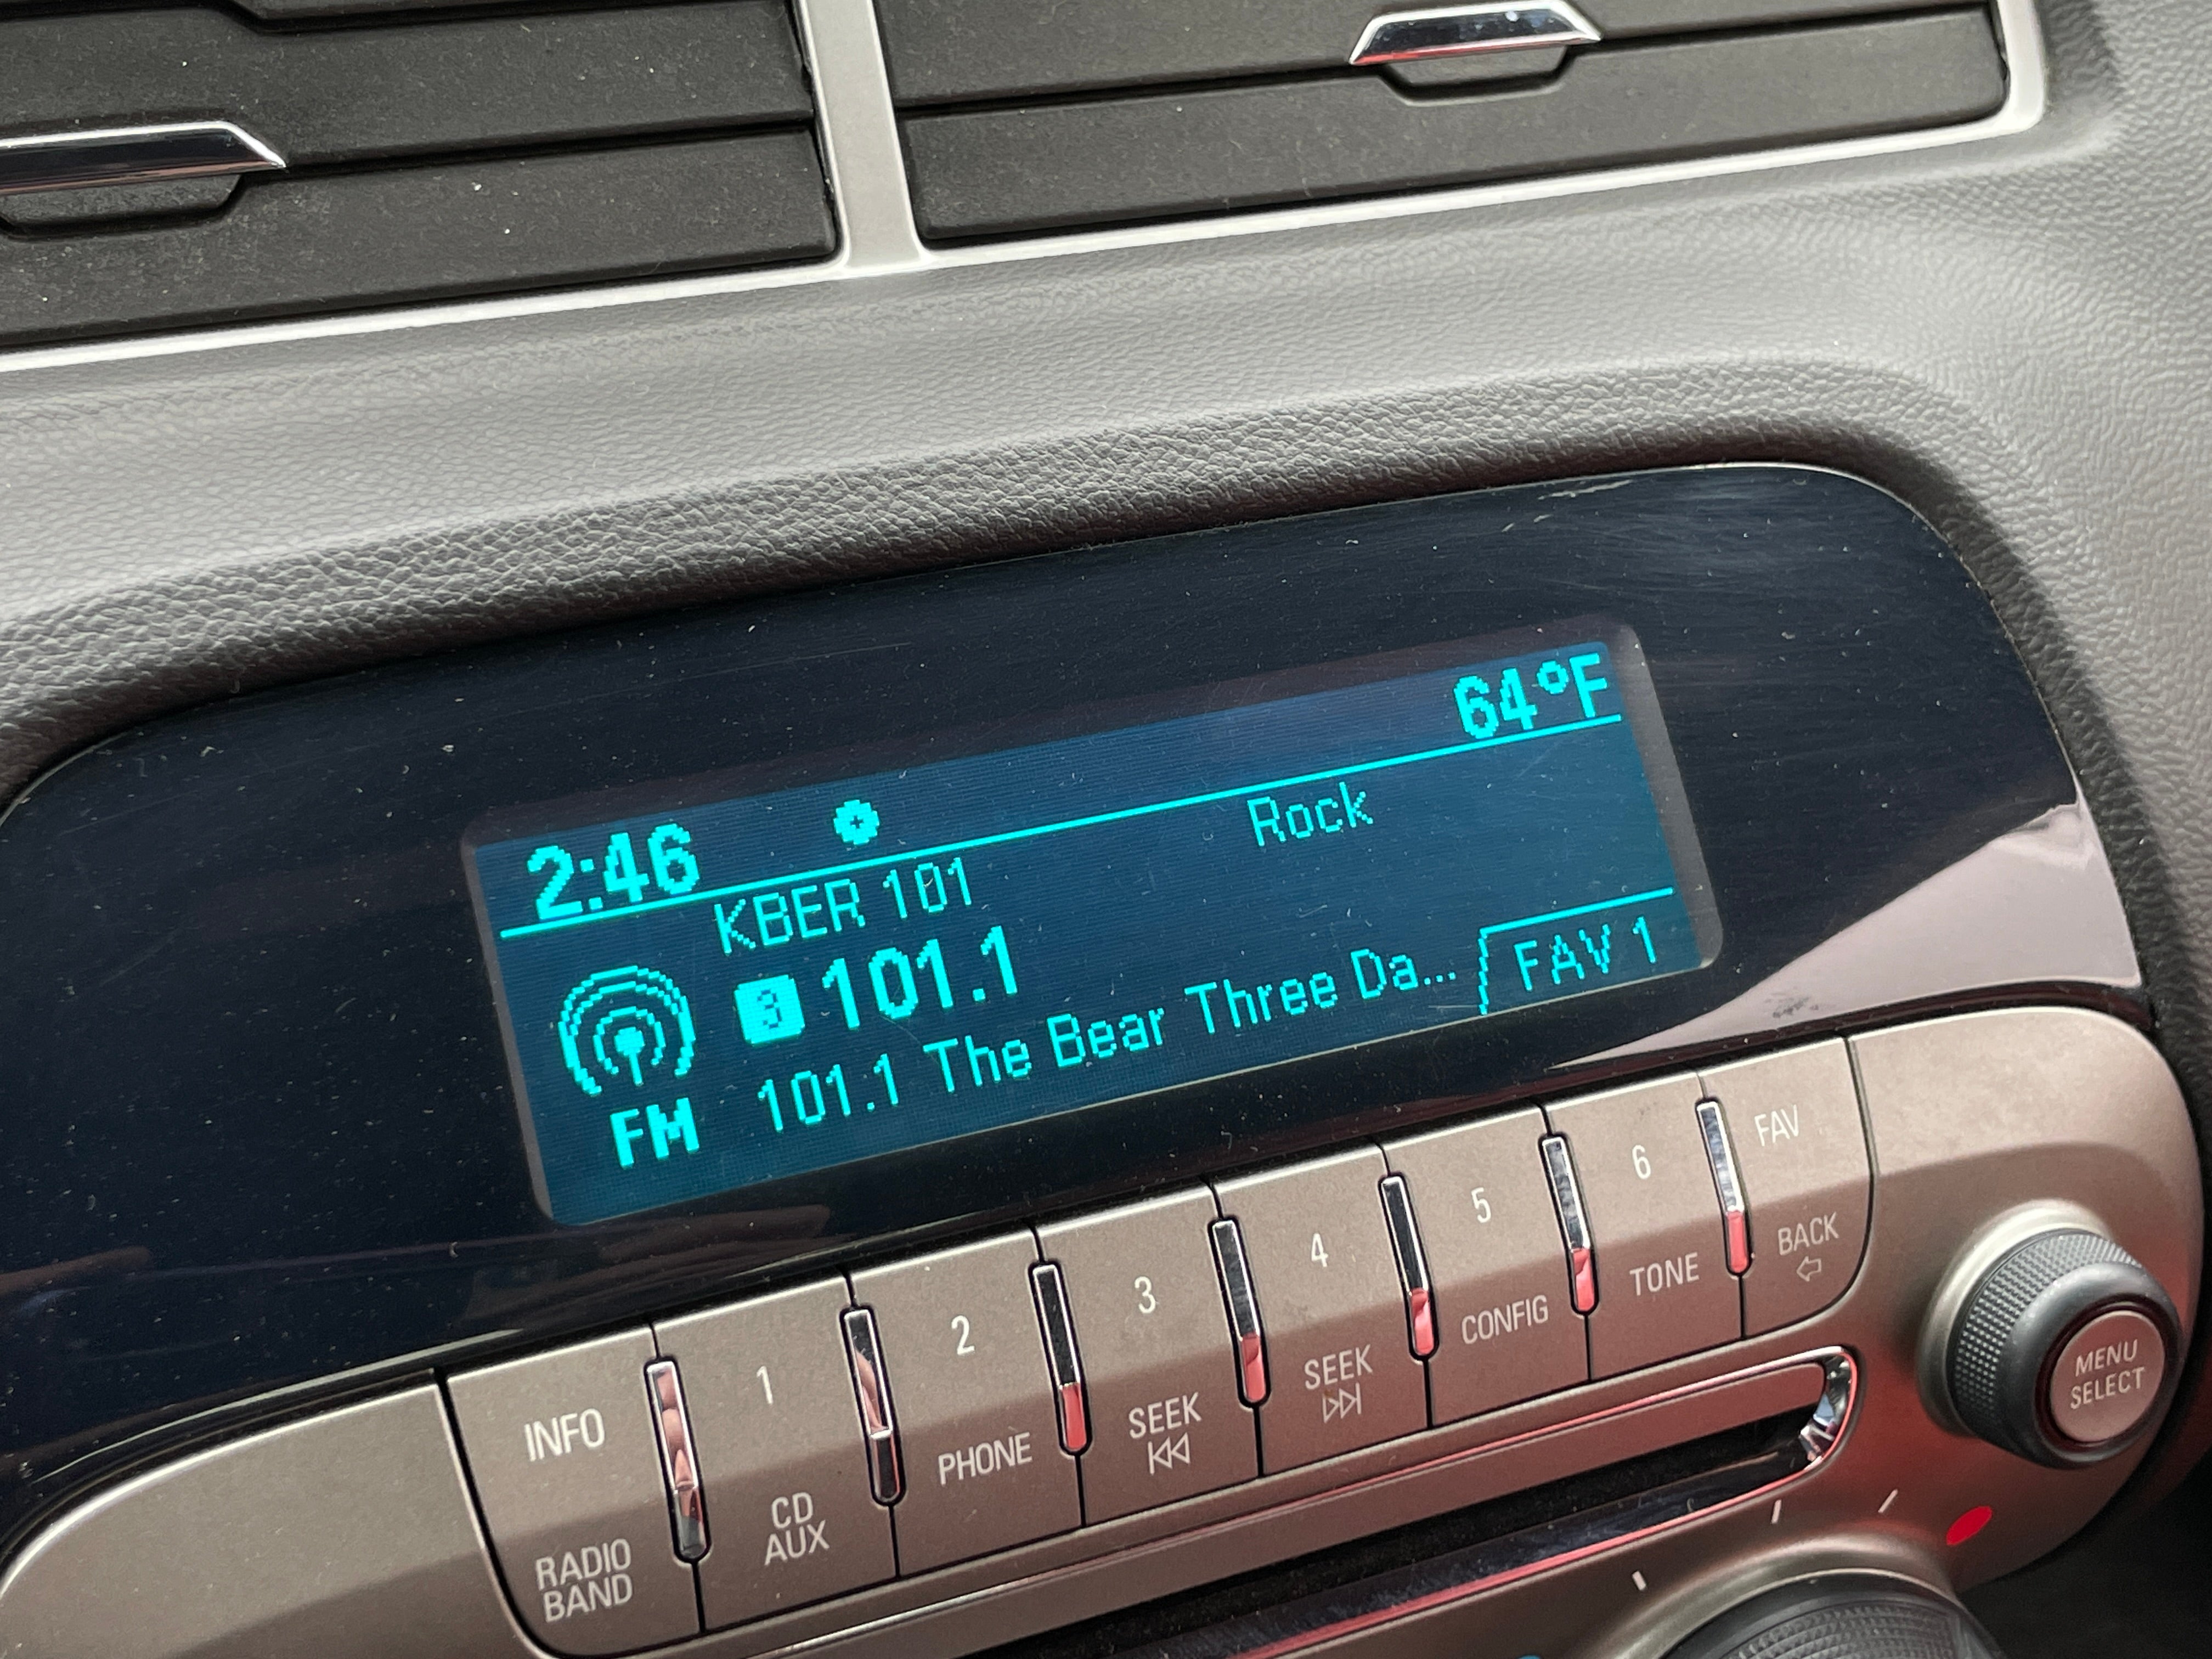 2:46 64°F
KBER 101 Rock
3 101.1
101.1 The Bear Three Da... FAV 1
FM
INFO
RADIO
BAND
1
CD
AUX
2
PHONE
3
SEEK
4
SEEK
5
CONFIG
6
TONE
FAV
BACK
MENU
SELECT